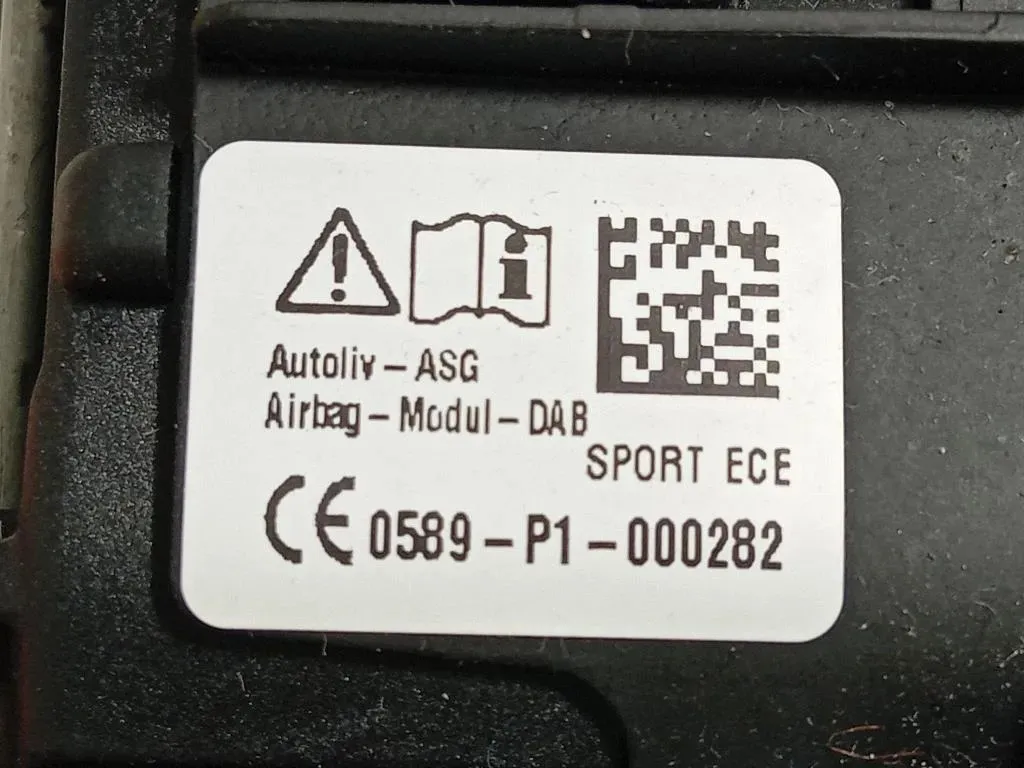 Autoliv-ASG
Airbag-Modul-DAB
SPORT ECE
CE 0589-P1-000282